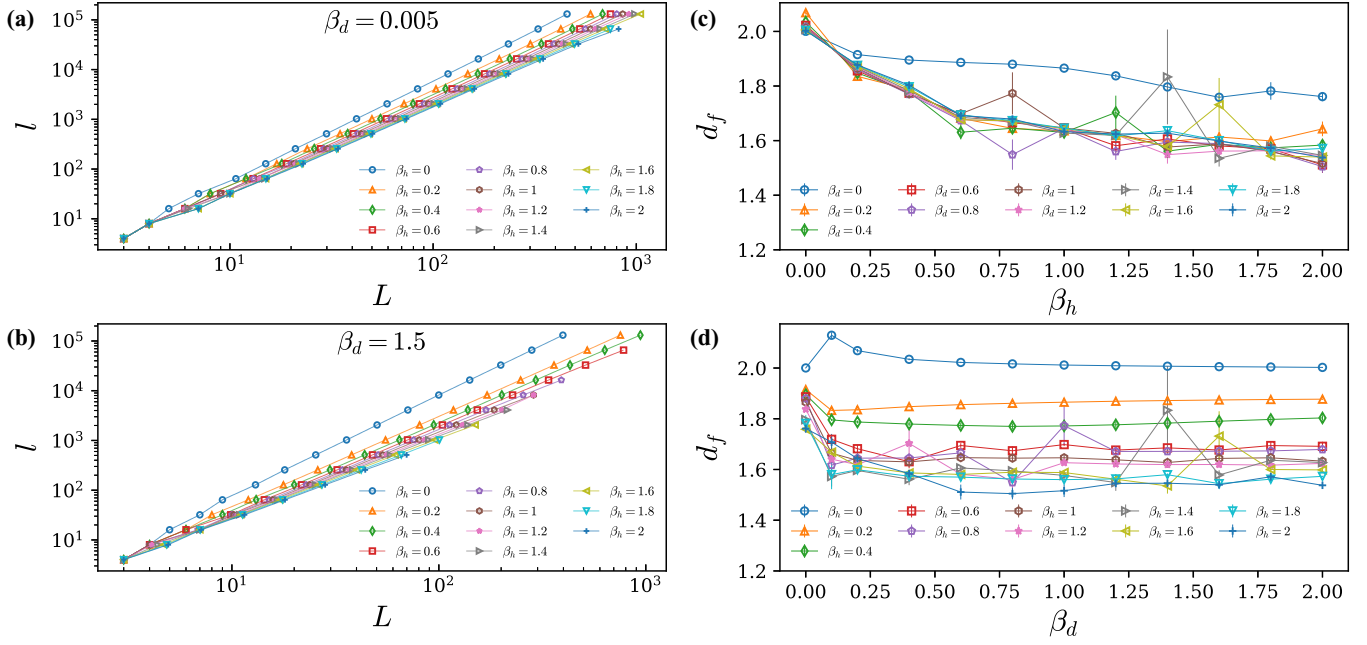 (a)
β_d = 0.005
10^5
10^4
10^3
10^2
10^1
l
β_h = 0
β_h = 0.2
β_h = 0.4
β_h = 0.6
β_h = 0.8
β_h = 1
β_h = 1.2
β_h = 1.4
β_h = 1.6
β_h = 1.8
β_h = 2
10^1
10^2
10^3
L
(b)
β_d = 1.5
10^5
10^4
10^3
10^2
10^1
l
β_h = 0
β_h = 0.2
β_h = 0.4
β_h = 0.6
β_h = 0.8
β_h = 1
β_h = 1.2
β_h = 1.4
β_h = 1.6
β_h = 1.8
β_h = 2
10^1
10^2
10^3
L
(c)
2.0
1.8
1.6
1.4
1.2
d_f
β_d = 0
β_d = 0.2
β_d = 0.4
β_d = 0.6
β_d = 0.8
β_d = 1
β_d = 1.2
β_d = 1.4
β_d = 1.6
β_d = 1.8
β_d = 2
0.00 0.25 0.50 0.75 1.00 1.25 1.50 1.75 2.00
β_h
(d)
2.0
1.8
1.6
1.4
1.2
d_f
β_h = 0
β_h = 0.2
β_h = 0.4
β_h = 0.6
β_h = 0.8
β_h = 1
β_h = 1.2
β_h = 1.4
β_h = 1.6
β_h = 1.8
β_h = 2
0.00 0.25 0.50 0.75 1.00 1.25 1.50 1.75 2.00
β_d